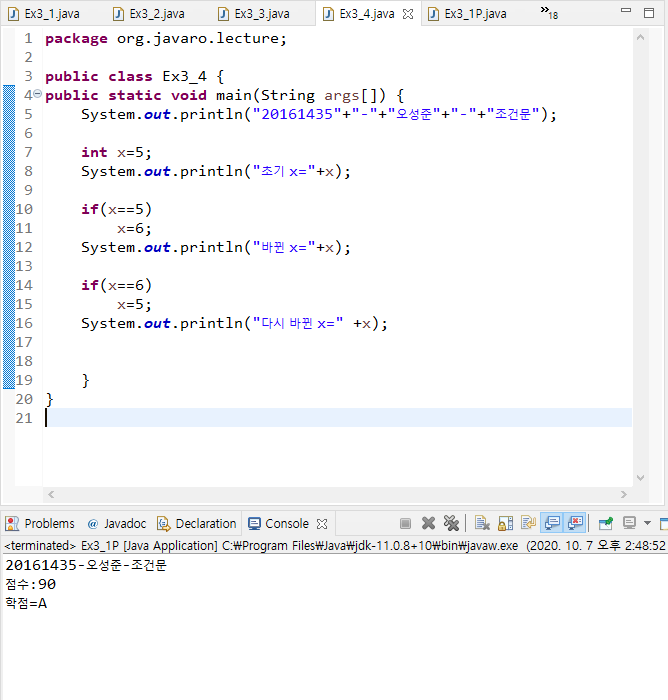 Ex3_1.java Ex3_2.java Ex3_3.java Ex3_4.java Ex3_1P.java »18
1 package org.javaro.lecture;
2
3 public class Ex3_4 {
4 public static void main(String args[]) {
5 System.out.println("20161435"+"-"+"오성준"+"-"+"조건문");
6
7 int x=5;
8 System.out.println("초기 x="+x);
9
10 if(x==5)
11 x=6;
12 System.out.println("바뀐 x="+x);
13
14 if(x==6)
15 x=5;
16 System.out.println("다시 바뀐 x=" +x);
17
18
19 }
20 }
21
Problems @ Javadoc Declaration Console
<terminated> Ex3_1P [Java Application] C:₩Program Files₩Java₩jdk-11.0.8+10₩bin₩javaw.exe (2020. 10. 7 오후 2:48:52
20161435-오성준-조건문
점수:90
학점=A